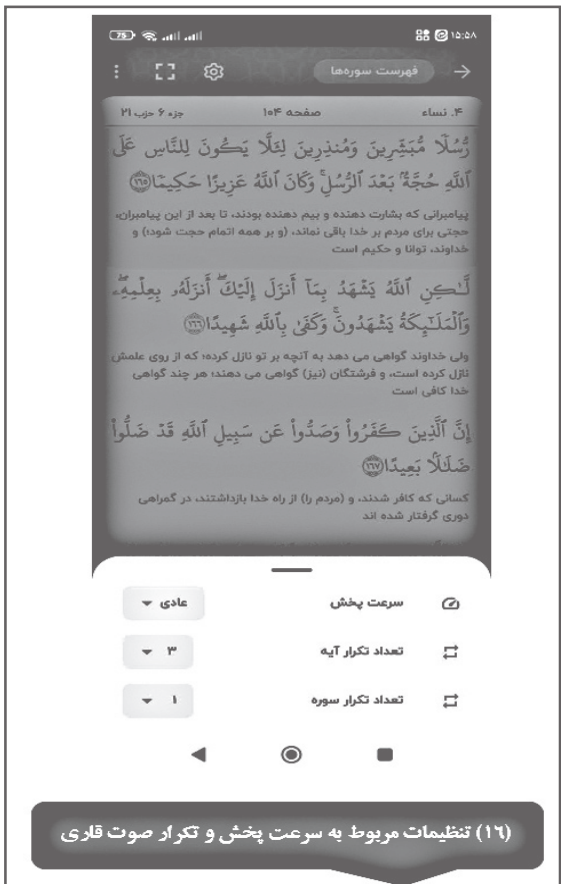 ۱۵:۵۸
75
فهرست سوره‌ها
۴. نساء
صفحه ۱۰۴
جزء ۶ حزب ۲۱
رُّسُلًا مُّبَشِّرِينَ وَمُنذِرِينَ لِئَلَّا يَكُونَ لِلنَّاسِ عَلَى
ٱللَّهِ حُجَّةٌۢ بَعْدَ ٱلرُّسُلِۚ وَكَانَ ٱللَّهُ عَزِيزًا حَكِيمًا ١٦٥
پیامبرانی که بشارت دهنده و بیم دهنده بودند، تا بعد از این پیامبران،
حجتی برای مردم بر خدا باقی نماند، (و بر همه اتمام حجت شود؛) و
خداوند، توانا و حکیم است
لَّٰكِنِ ٱللَّهُ يَشْهَدُ بِمَآ أَنزَلَ إِلَيْكَۖ أَنزَلَهُۥ بِعِلْمِهِۦۖ
وَٱلْمَلَٰٓئِكَةُ يَشْهَدُونَۚ وَكَفَىٰ بِٱللَّهِ شَهِيدًا ١٦٦
ولی خداوند گواهی می دهد به آنچه بر تو نازل کرده؛ که از روی علمش
نازل کرده است، و فرشتگان (نیز) گواهی می دهند؛ هر چند گواهی
خدا کافی است
إِنَّ ٱلَّذِينَ كَفَرُوا۟ وَصَدُّوا۟ عَن سَبِيلِ ٱللَّهِ قَدْ ضَلُّوا۟
ضَلَٰلًۢا بَعِيدًا ١٦٧
کسانی که کافر شدند، و (مردم را) از راه خدا بازداشتند، در گمراهی
دوری گرفتار شده اند
سرعت پخش
عادی
تعداد تکرار آیه
۳
تعداد تکرار سوره
۱
(۱۶) تنظیمات مربوط به سرعت پخش و تکرار صوت قاری